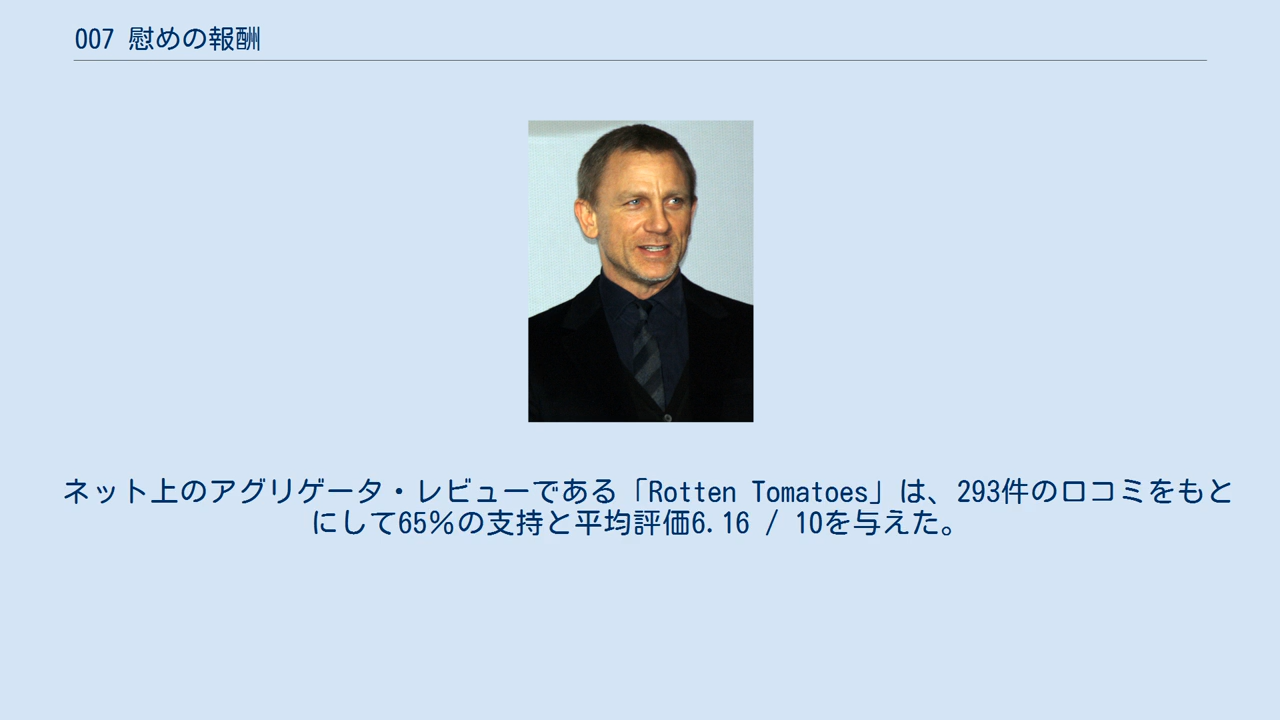 007 慰めの報酬
ネット上のアグリゲータ・レビューである「Rotten Tomatoes」は、293件の口コミをもと
にして65％の支持と平均評価6.16 / 10を与えた。